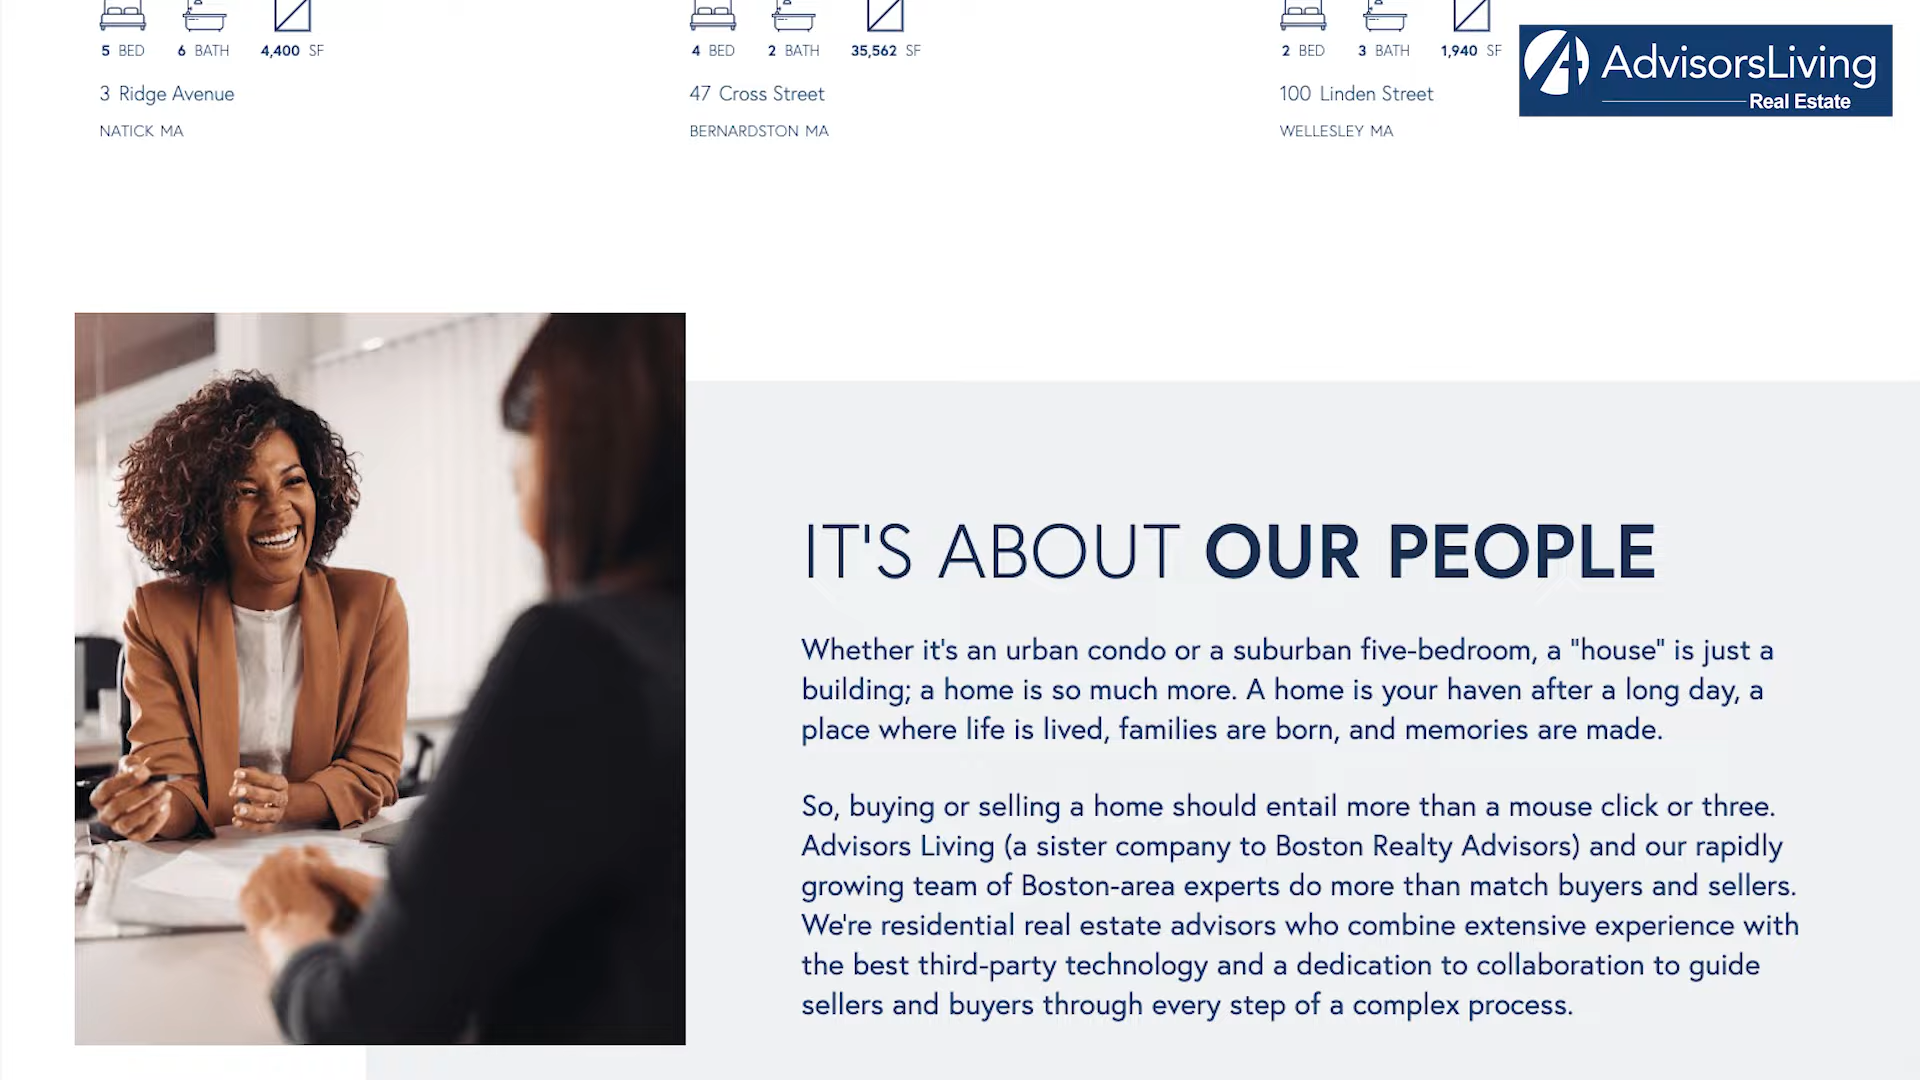 5 BED 6 BATH 4,400 SF
3 Ridge Avenue
NATICK MA
4 BED 2 BATH 35,562 SF
47 Cross Street
BERNARDSTON MA
2 BED 3 BATH 1,940 SF
100 Linden Street
WELLESLEY MA
AdvisorsLiving
Real Estate
IT'S ABOUT OUR PEOPLE
Whether it's an urban condo or a suburban five-bedroom, a "house" is just a
building; a home is so much more. A home is your haven after a long day, a
place where life is lived, families are born, and memories are made.
So, buying or selling a home should entail more than a mouse click or three.
Advisors Living (a sister company to Boston Realty Advisors) and our rapidly
growing team of Boston-area experts do more than match buyers and sellers.
We're residential real estate advisors who combine extensive experience with
the best third-party technology and a dedication to collaboration to guide
sellers and buyers through every step of a complex process.